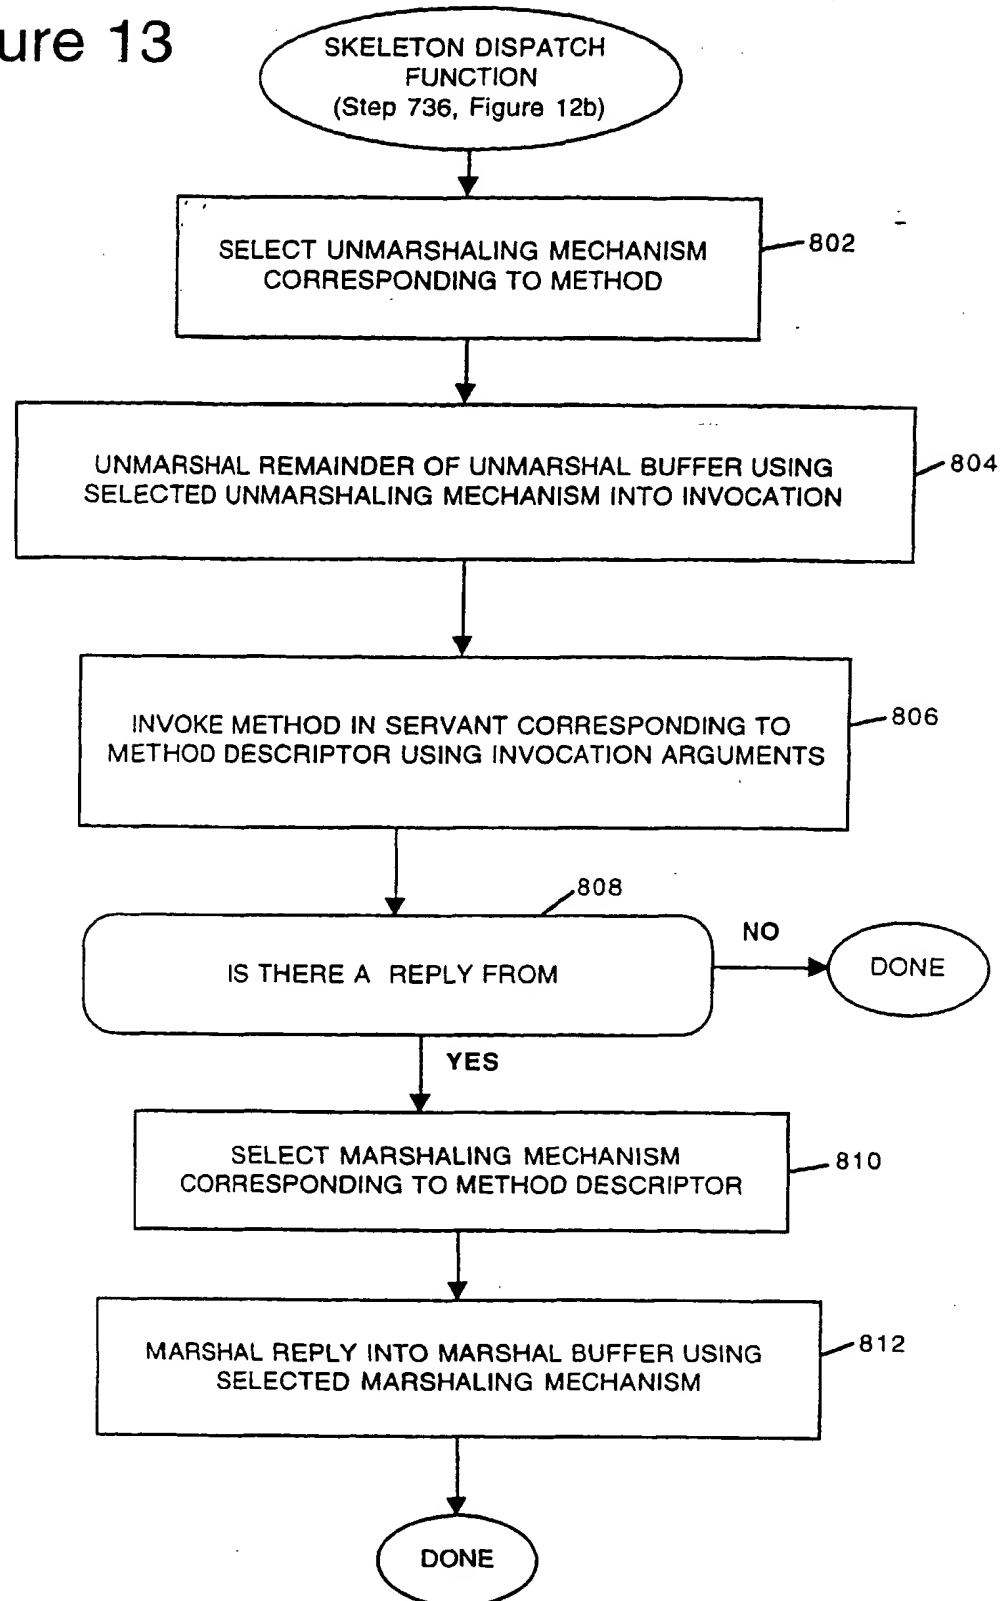 ure 13
SKELETON DISPATCH
FUNCTION
(Step 736, Figure 12b)
SELECT UNMARSHALING MECHANISM
CORRESPONDING TO METHOD
802
UNMARSHAL REMAINDER OF UNMARSHAL BUFFER USING
SELECTED UNMARSHALING MECHANISM INTO INVOCATION
804
INVOKE METHOD IN SERVANT CORRESPONDING TO
METHOD DESCRIPTOR USING INVOCATION ARGUMENTS
806
808
IS THERE A REPLY FROM
NO
DONE
YES
SELECT MARSHALING MECHANISM
CORRESPONDING TO METHOD DESCRIPTOR
810
MARSHAL REPLY INTO MARSHAL BUFFER USING
SELECTED MARSHALING MECHANISM
812
DONE